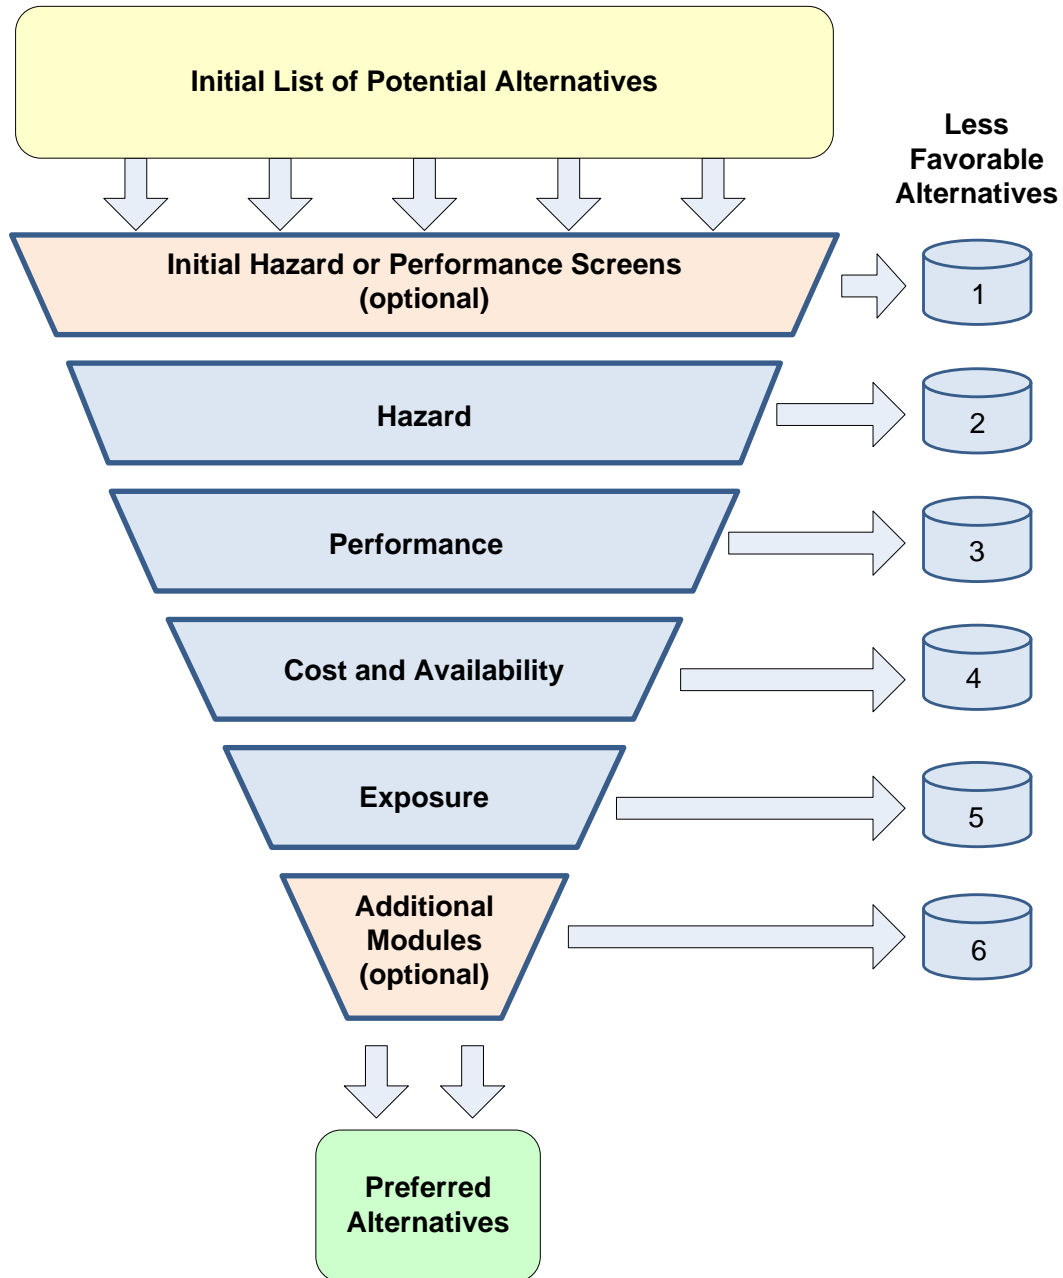 Initial List of Potential Alternatives
Less
Favorable
Alternatives
Initial Hazard or Performance Screens
(optional)
1
Hazard
2
Performance
3
Cost and Availability
4
Exposure
5
Additional
Modules
(optional)
6
Preferred
Alternatives